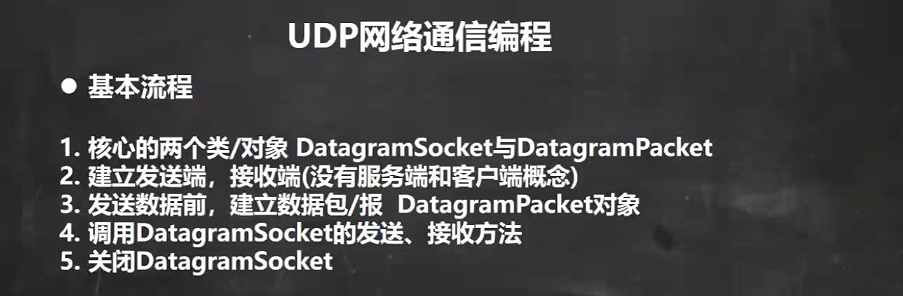 UDP网络通信编程
● 基本流程
1. 核心的两个类/对象 DatagramSocket与DatagramPacket
2. 建立发送端，接收端(没有服务端和客户端概念)
3. 发送数据前，建立数据包/报 DatagramPacket对象
4. 调用DatagramSocket的发送、接收方法
5. 关闭DatagramSocket